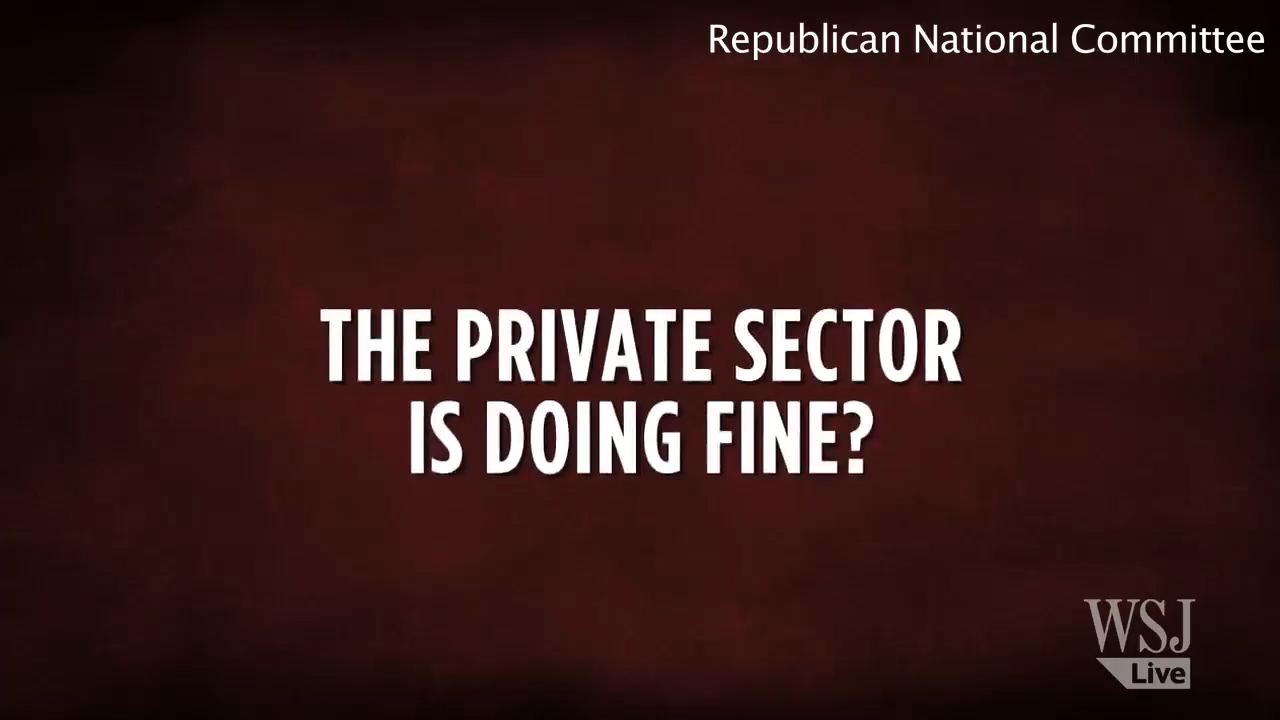 Republican National Committee
THE PRIVATE SECTOR
IS DOING FINE?
WSJ
Live